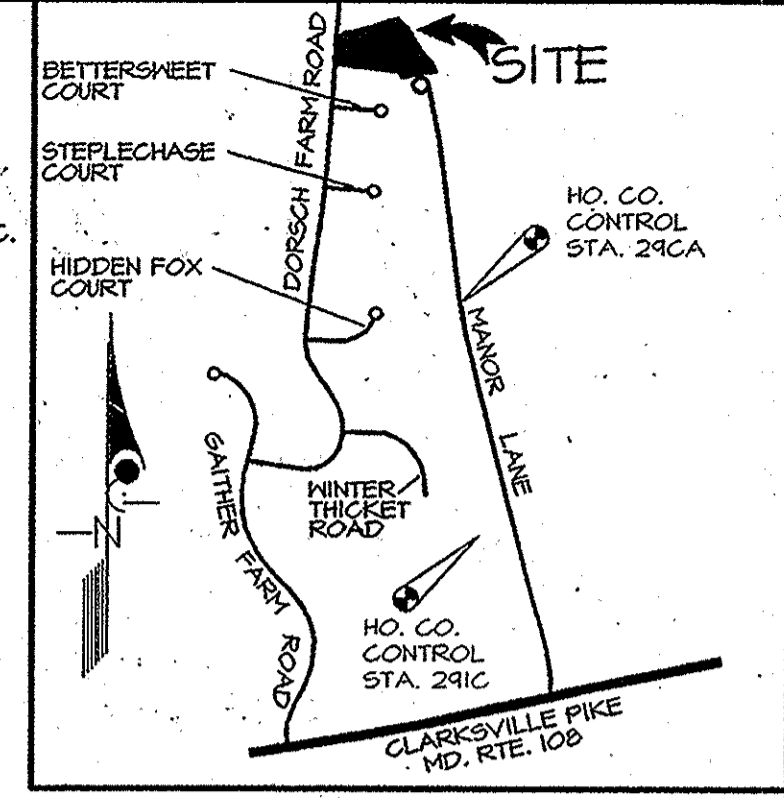 SITE
BETTERSWEET
COURT
DORSCH FARM ROAD
STEPLECHASE
COURT
HO. CO.
CONTROL
STA. 29CA
C.
HIDDEN FOX
COURT
MANOR LANE
GAITHER FARM ROAD
WINTER
THICKET
ROAD
N
HO. CO.
CONTROL
STA. 291C
CLARKSVILLE PIKE
MD. RTE. 108